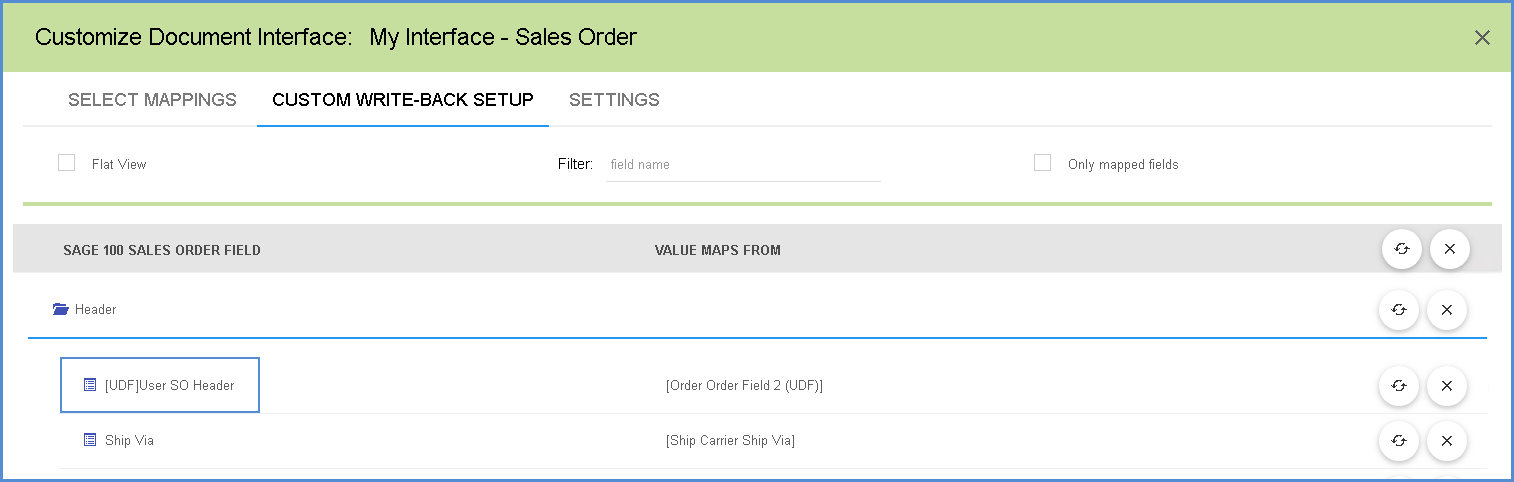 Customize Document Interface: My Interface - Sales Order
SELECT MAPPINGS CUSTOM WRITE-BACK SETUP SETTINGS
Flat View Filter: field name Only mapped fields
SAGE 100 SALES ORDER FIELD VALUE MAPS FROM
Header
[UDF]User SO Header [Order Order Field 2 (UDF)]
Ship Via [Ship Carrier Ship Via]